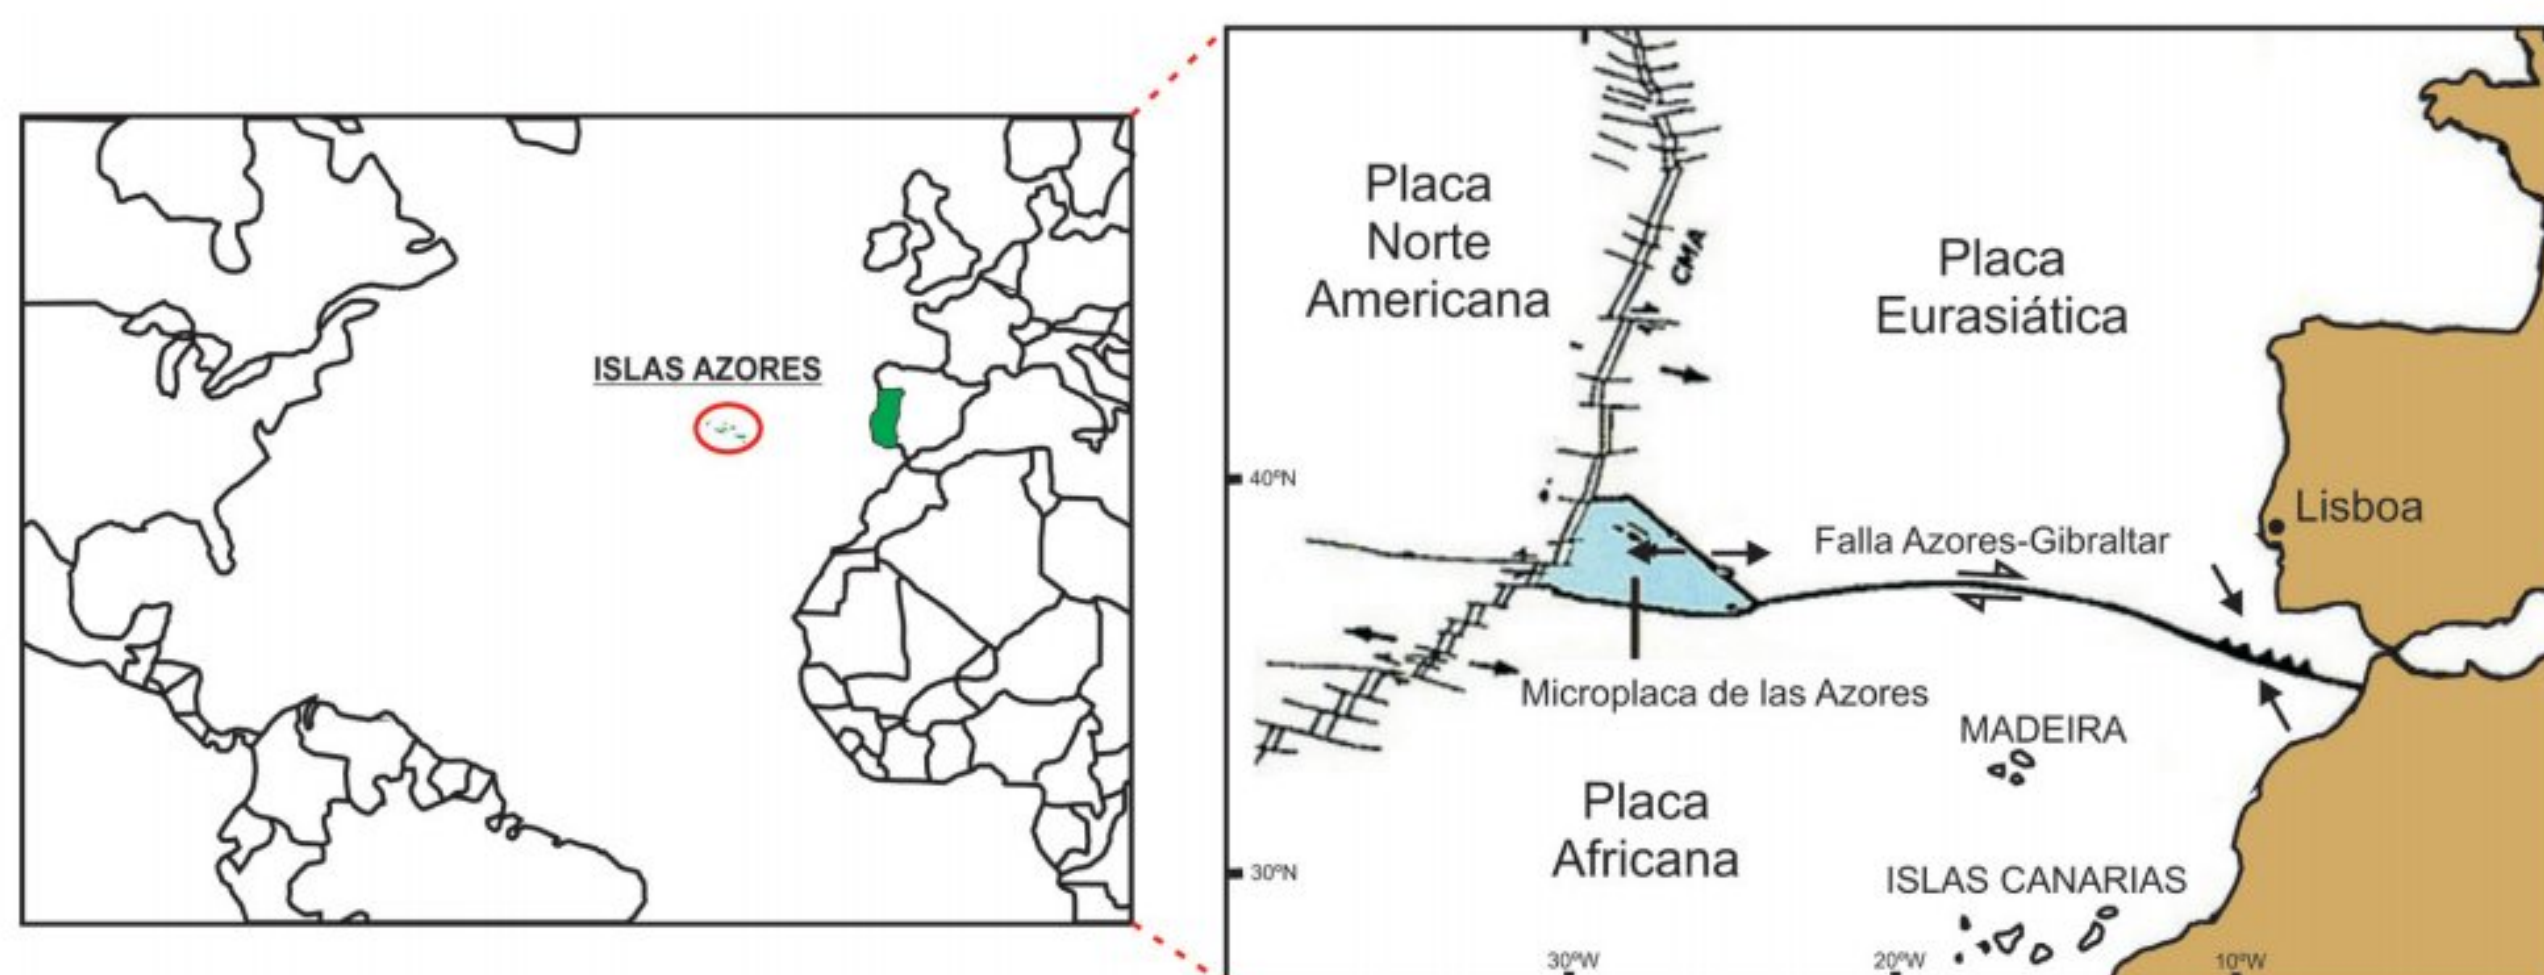 ISLAS AZORES
Placa
Norte
Americana
CMA
Placa
Eurasiática
40ºN
Lisboa
Falla Azores-Gibraltar
Microplaca de las Azores
MADEIRA
Placa
Africana
30ºN
ISLAS CANARIAS
30ºW
20ºW
10ºW